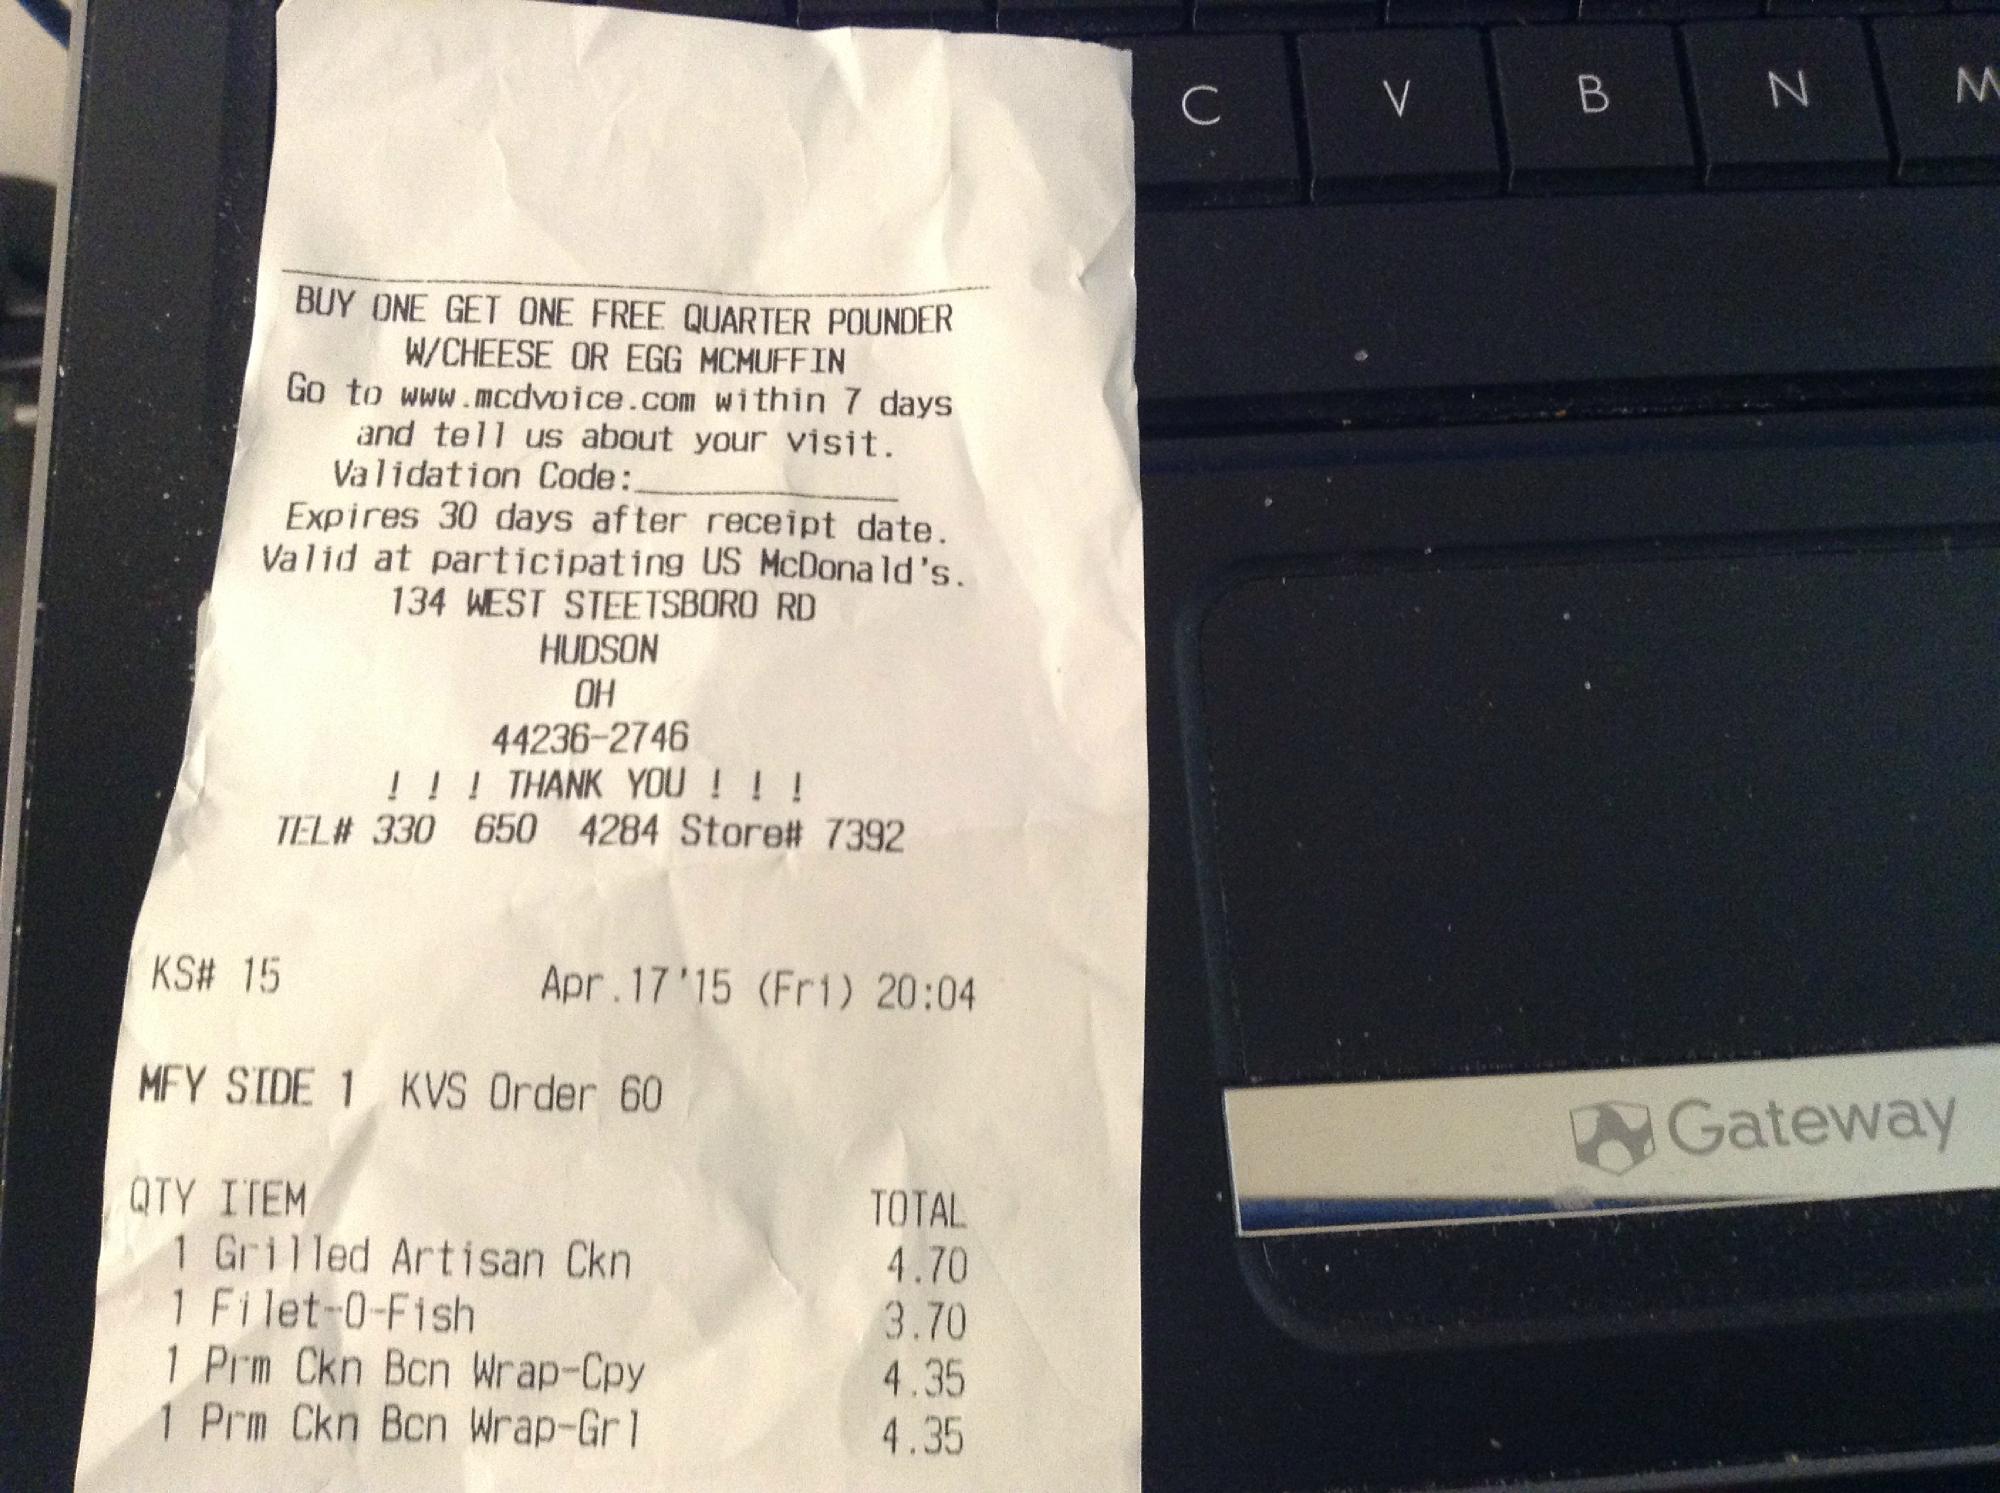 BUY ONE GET ONE FREE QUARTER POUNDER
W/CHEESE OR EGG MCMUFFIN
Go to www.mcdvoice.com within 7 days
and tell us about your visit.
Validation Code:____________
Expires 30 days after receipt date.
Valid at participating US McDonald's.
134 WEST STEETSBORO RD
HUDSON
OH
44236-2746
! ! ! THANK YOU ! ! !
TEL# 330 650 4284 Store# 7392
KS# 15 Apr.17'15 (Fri) 20:04
MFY SIDE 1 KVS Order 60
QTY ITEM TOTAL
1 Grilled Artisan Ckn 4.70
1 Filet-O-Fish 3.70
1 Prm Ckn Bcn Wrap-Cpy 4.35
1 Prm Ckn Bcn Wrap-Grl 4.35
C V B N M
Gateway